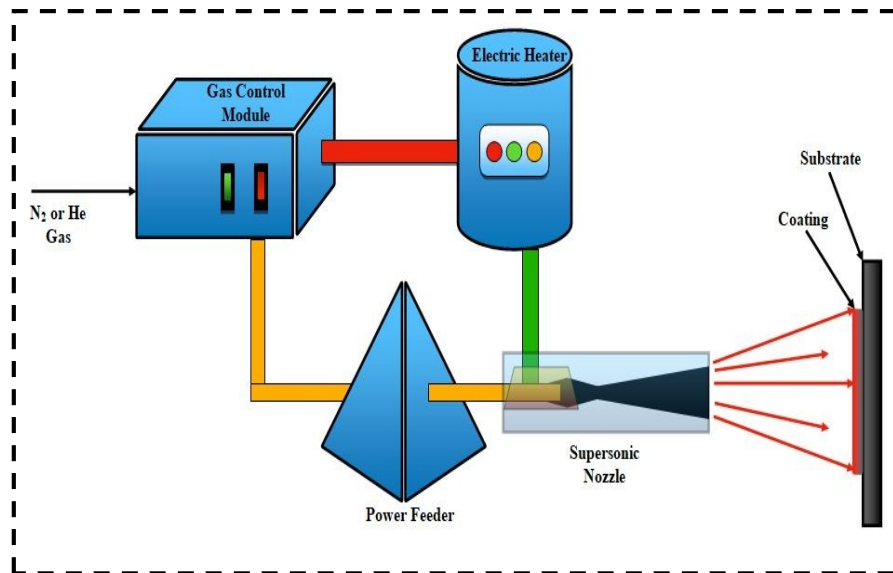 Electric Heater
Gas Control
Module
Substrate
N₂ or He
Gas
Coating
Supersonic
Nozzle
Power Feeder